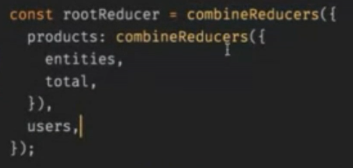 const rootReducer = combineReducers({
  products: combineReducers({
    entities,
    total,
  }),
  users,
});